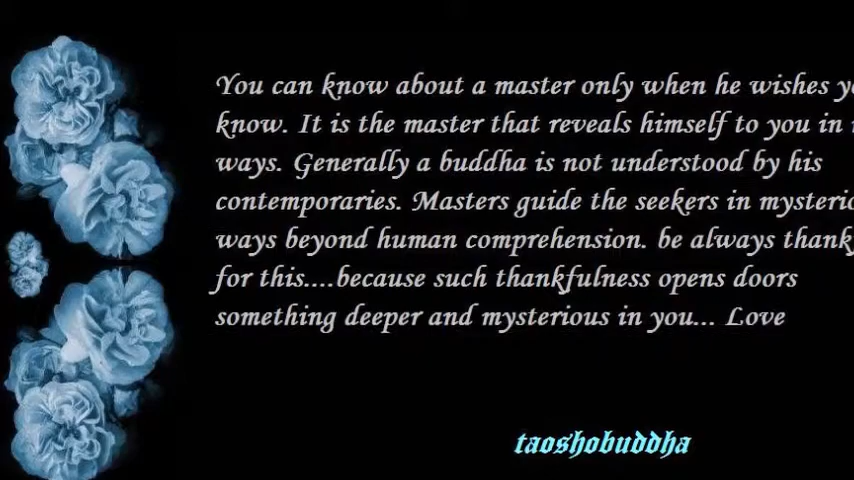 You can know about a master only when he wishes
know. It is the master that reveals himself to you in
ways. Generally a buddha is not understood by his
contemporaries. Masters guide the seekers in
ways beyond human comprehension. be always
for this....because such thankfulness opens doors
something deeper and mysterious in you... Love
taoshobuddha